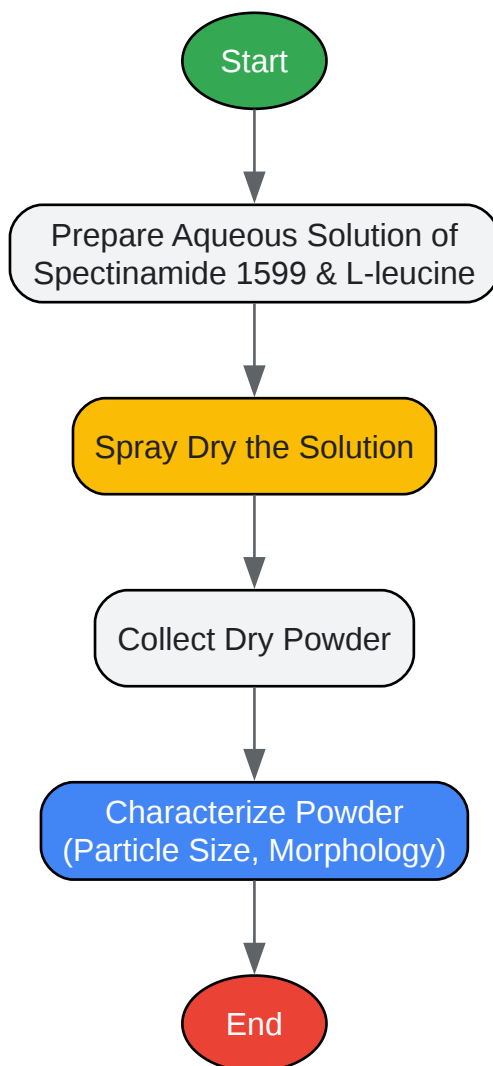 Start
Prepare Aqueous Solution of
Spectinamide 1599 & L-leucine
Spray Dry the Solution
Collect Dry Powder
Characterize Powder
(Particle Size, Morphology)
End